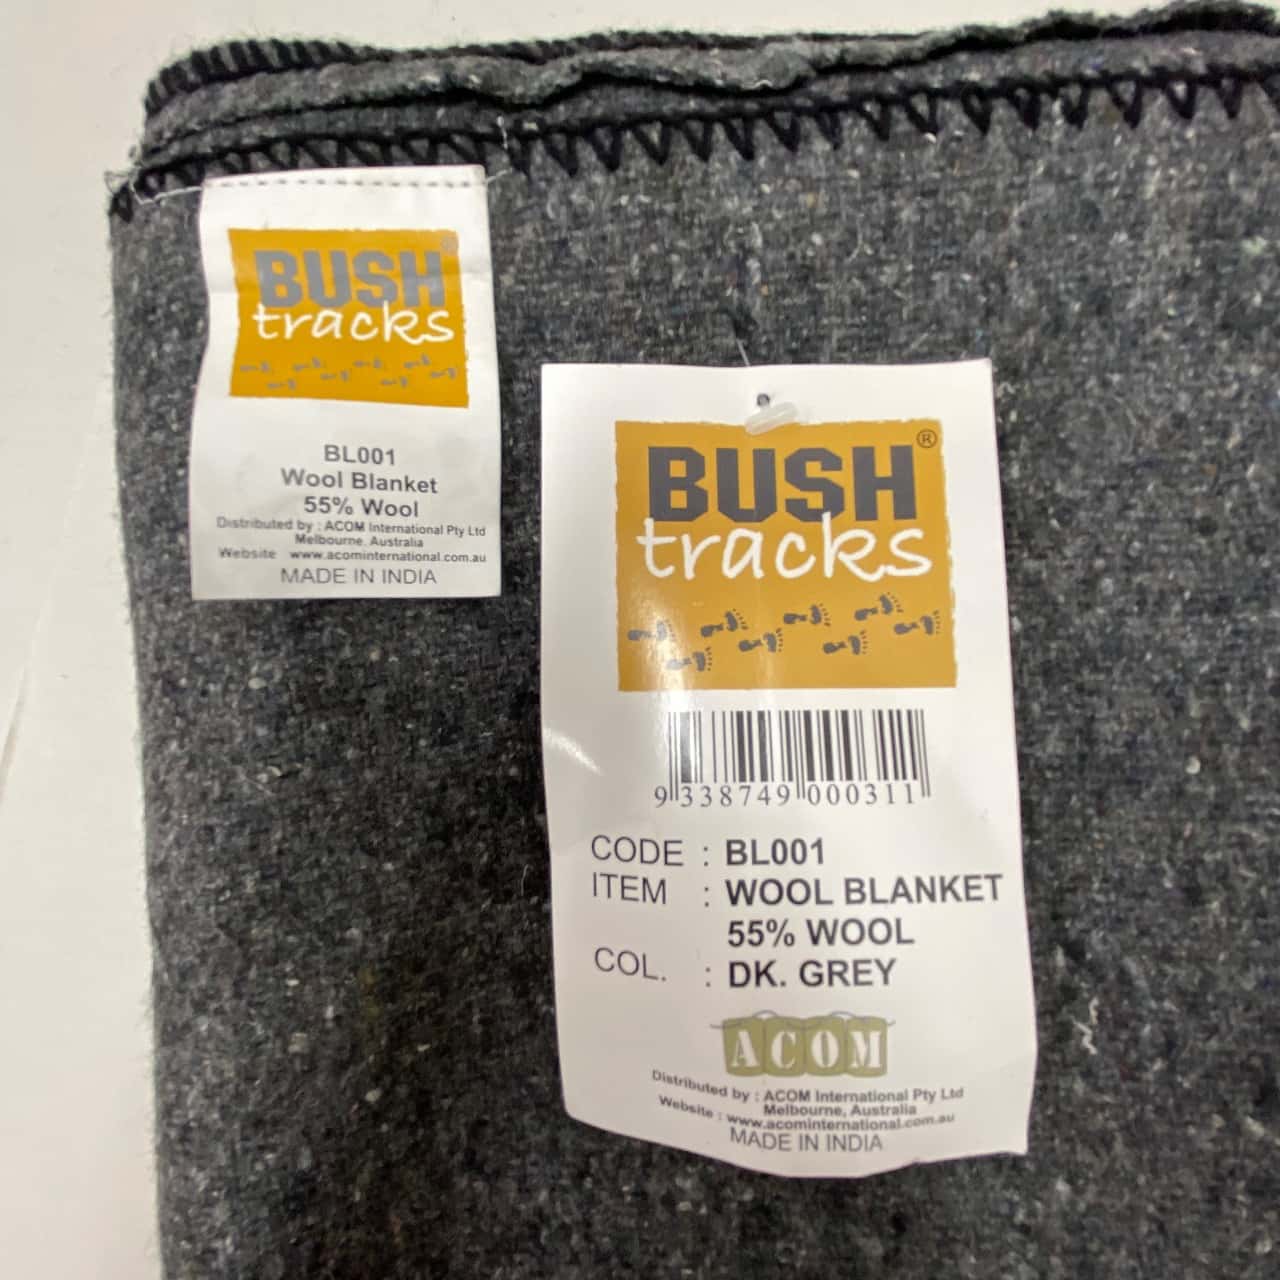 BUSH ®
tracks
BL001
Wool Blanket
55% Wool
Distributed by : ACOM International Pty Ltd
Melbourne. Australia
Website www.acominternational.com.au
MADE IN INDIA
BUSH ®
tracks
9 338749 000311
CODE : BL001
ITEM : WOOL BLANKET
55% WOOL
COL. : DK. GREY
ACOM
Distributed by : ACOM International Pty Ltd
Melbourne, Australia
Website : www.acominternational.com.au
MADE IN INDIA